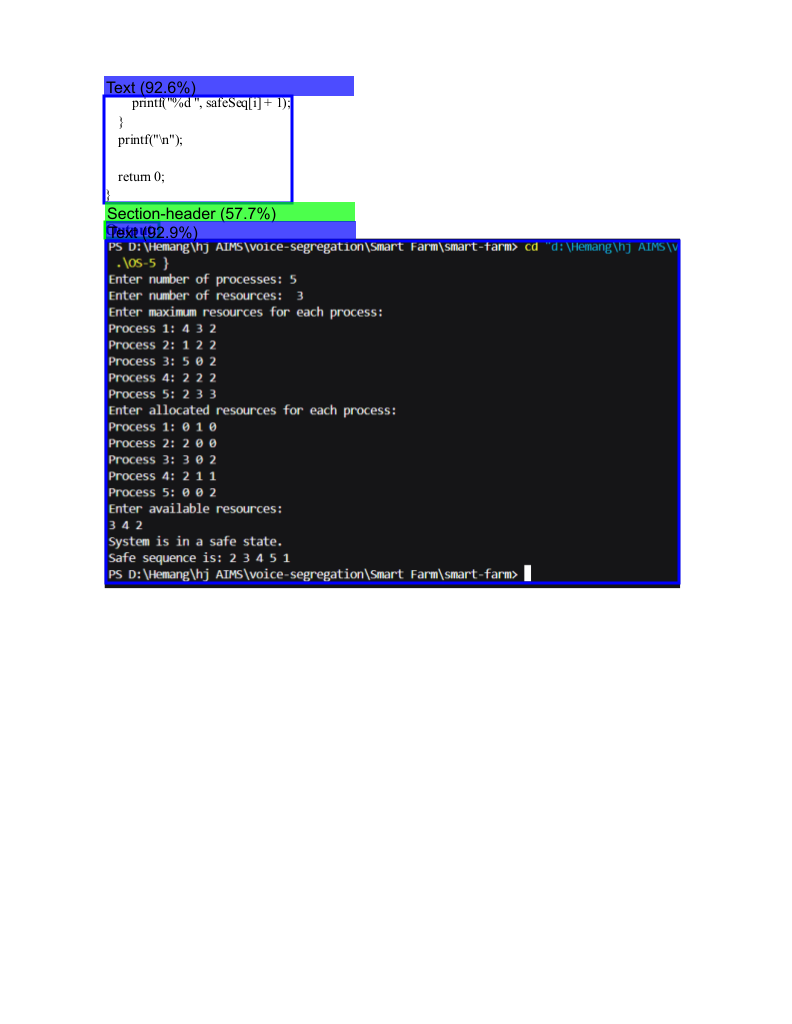 Text (92.6%)
printf("%d ", safeSeq[i] + 1);
}
printf("\n");
return 0;
}
Section-header (57.7%)
Text (92.9%)
PS D:\Hemang\hj AIMS\voice-segregation\Smart Farm\smart-farm> cd "d:\Hemang\hj AIMS\v
.\OS-5 }
Enter number of processes: 5
Enter number of resources:  3
Enter maximum resources for each process:
Process 1: 4 3 2
Process 2: 1 2 2
Process 3: 5 0 2
Process 4: 2 2 2
Process 5: 2 3 3
Enter allocated resources for each process:
Process 1: 0 1 0
Process 2: 2 0 0
Process 3: 3 0 2
Process 4: 2 1 1
Process 5: 0 0 2
Enter available resources:
3 4 2
System is in a safe state.
Safe sequence is: 2 3 4 5 1
PS D:\Hemang\hj AIMS\voice-segregation\Smart Farm\smart-farm>